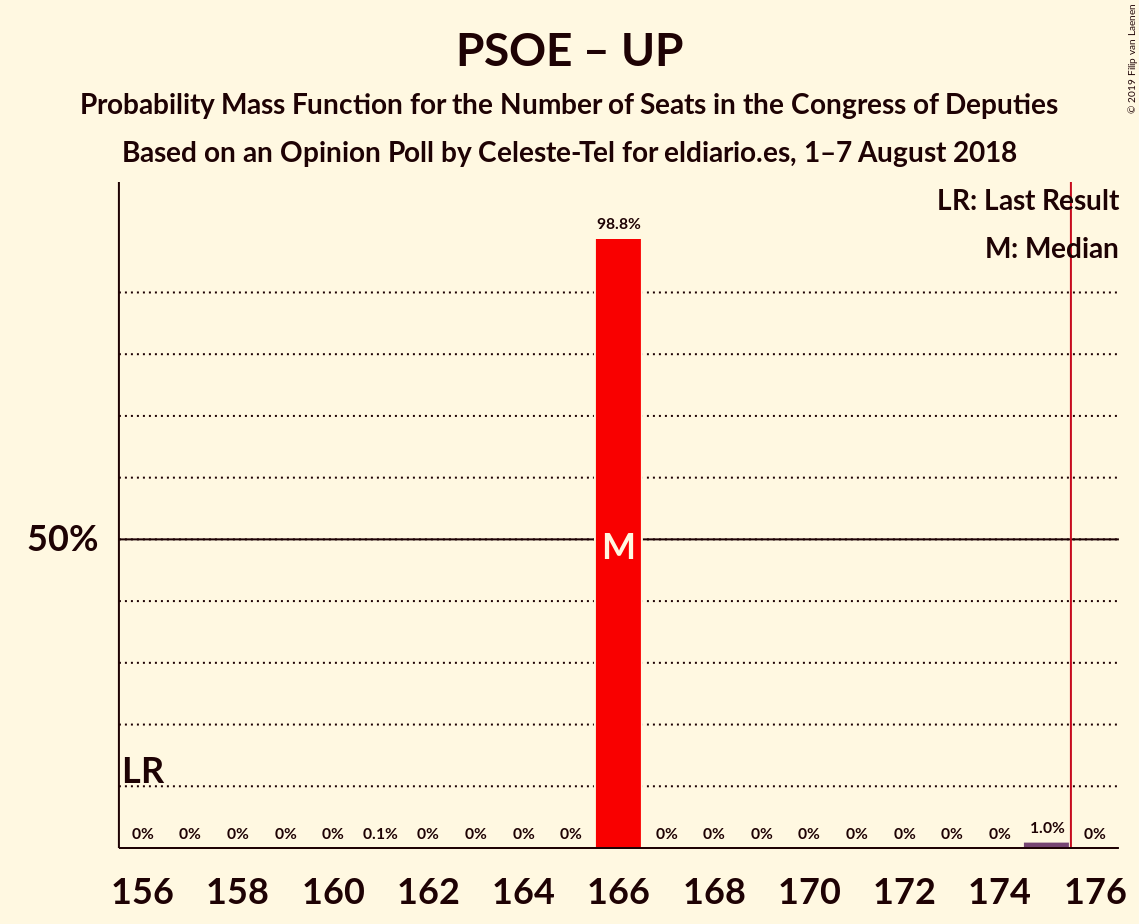 PSOE – UP
Probability Mass Function for the Number of Seats in the Congress of Deputies
Based on an Opinion Poll by Celeste-Tel for eldiario.es, 1–7 August 2018
© 2019 Filip van Laenen
LR: Last Result
M: Median
98.8%
50%
M
LR
0% 0% 0% 0% 0% 0.1% 0% 0% 0% 0% 0% 0% 0% 0% 0% 0% 0% 0% 1.0% 0%
156 158 160 162 164 166 168 170 172 174 176